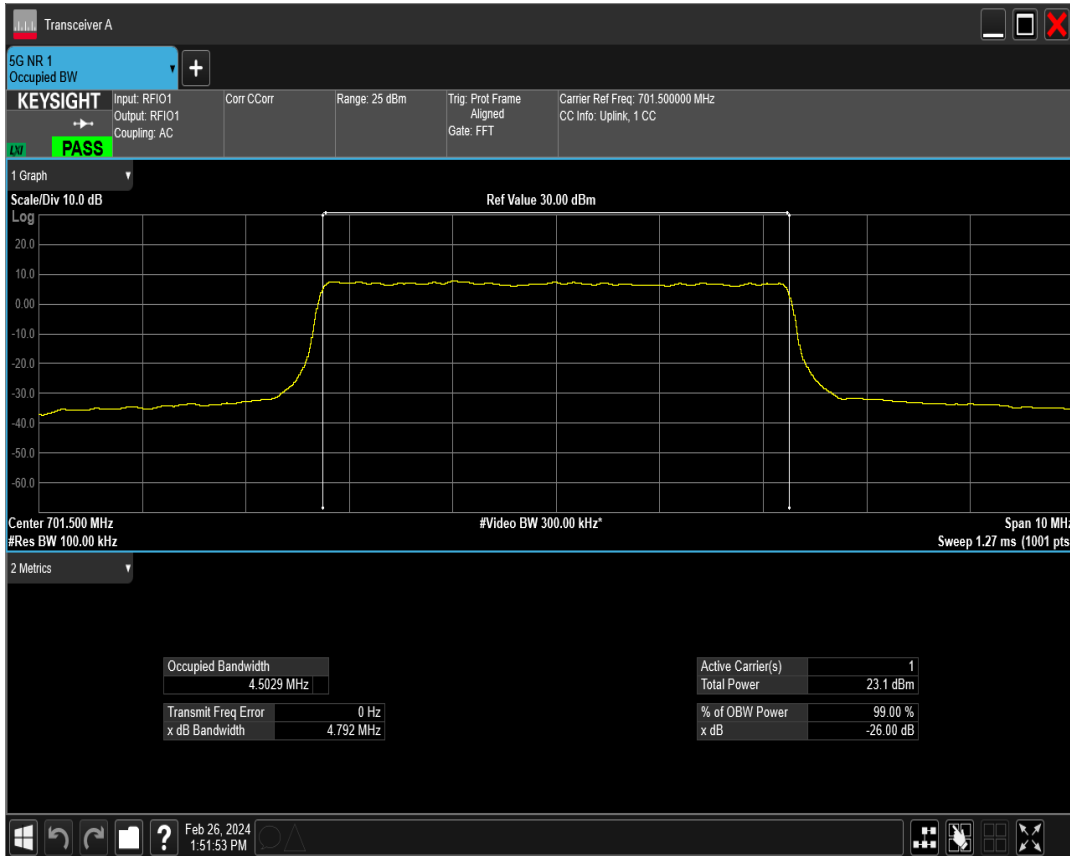 Transceiver A
5G NR 1
Occupied BW
KEYSIGHT
LXI
PASS
Input: RFIO1
Output: RFIO1
Coupling: AC
Corr CCorr
Range: 25 dBm
Trig: Prot Frame
Aligned
Gate: FFT
Carrier Ref Freq: 701.500000 MHz
CC Info: Uplink, 1 CC
1 Graph
Scale/Div 10.0 dB
Ref Value 30.00 dBm
Log
20.0
10.0
0.00
-10.0
-20.0
-30.0
-40.0
-50.0
-60.0
Center 701.500 MHz
#Video BW 300.00 kHz*
Span 10 MHz
#Res BW 100.00 kHz
Sweep 1.27 ms (1001 pts
2 Metrics
Occupied Bandwidth
4.5029 MHz
Transmit Freq Error 0 Hz
x dB Bandwidth 4.792 MHz
Active Carrier(s) 1
Total Power 23.1 dBm
% of OBW Power 99.00 %
x dB -26.00 dB
?
Feb 26, 2024
1:51:53 PM